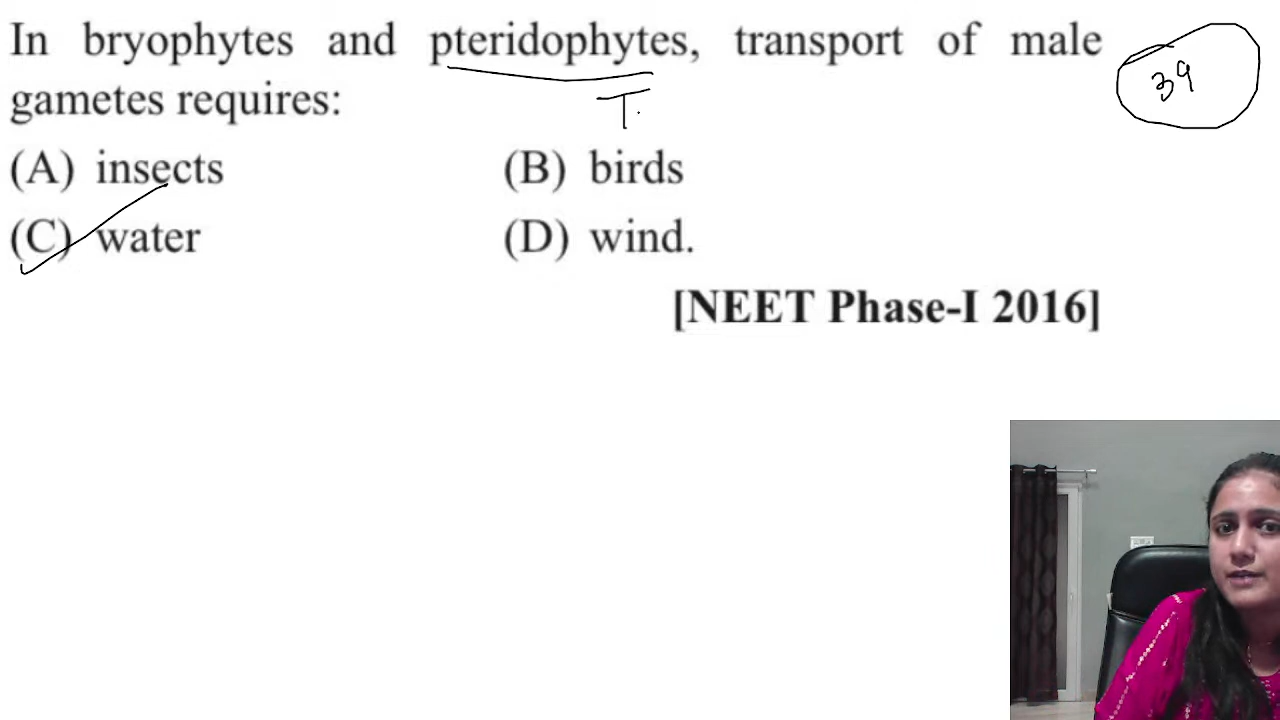 In bryophytes and pteridophytes, transport of male
39
gametes requires:
T.
(A) insects (B) birds
(C) water (D) wind.
[NEET Phase-I 2016]